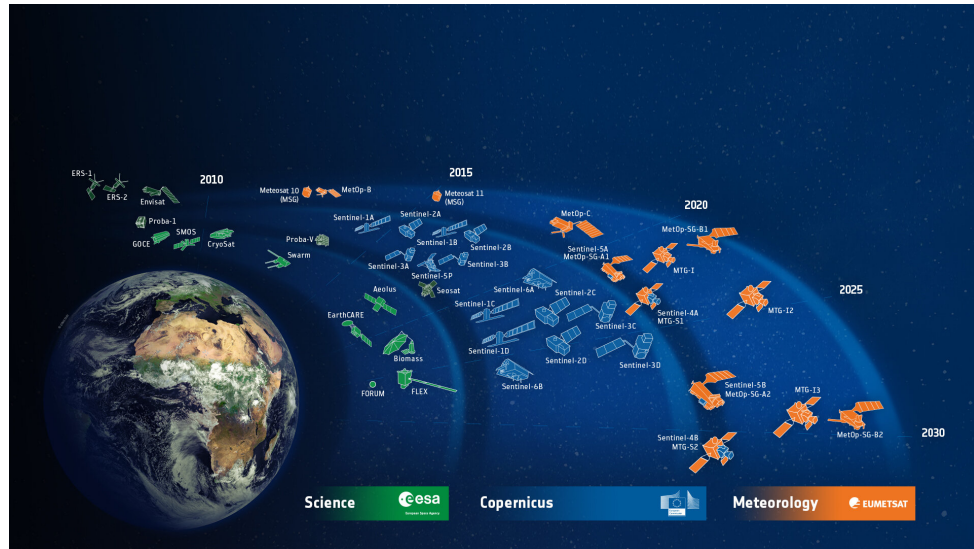 ERS-1
ERS-2
Envisat
2010
Meteosat 10
(MSG)
MetOp-B
2015
Meteosat 11
(MSG)
Proba-1
GOCE
SMOS
CryoSat
Proba-V
Swarm
Sentinel-1A
Sentinel-2A
Sentinel-1B
Sentinel-2B
Sentinel-3A
Sentinel-5P
Sentinel-3B
Seosat
MetOp-C
2020
MetOp-SG-B1
Sentinel-5A
MetOp-SG-A1
MTG-I
Aeolus
EarthCARE
Biomass
FORUM
FLEX
Sentinel-6A
Sentinel-2C
Sentinel-1C
Sentinel-3C
Sentinel-1D
Sentinel-2D
Sentinel-3D
Sentinel-6B
Sentinel-4A
MTG-S1
2025
MTG-I2
Sentinel-5B
MetOp-SG-A2
MTG-I3
MetOp-SG-B2
2030
Sentinel-4B
MTG-S2
Science
esa
European Space Agency
Copernicus
Meteorology
EUMETSAT